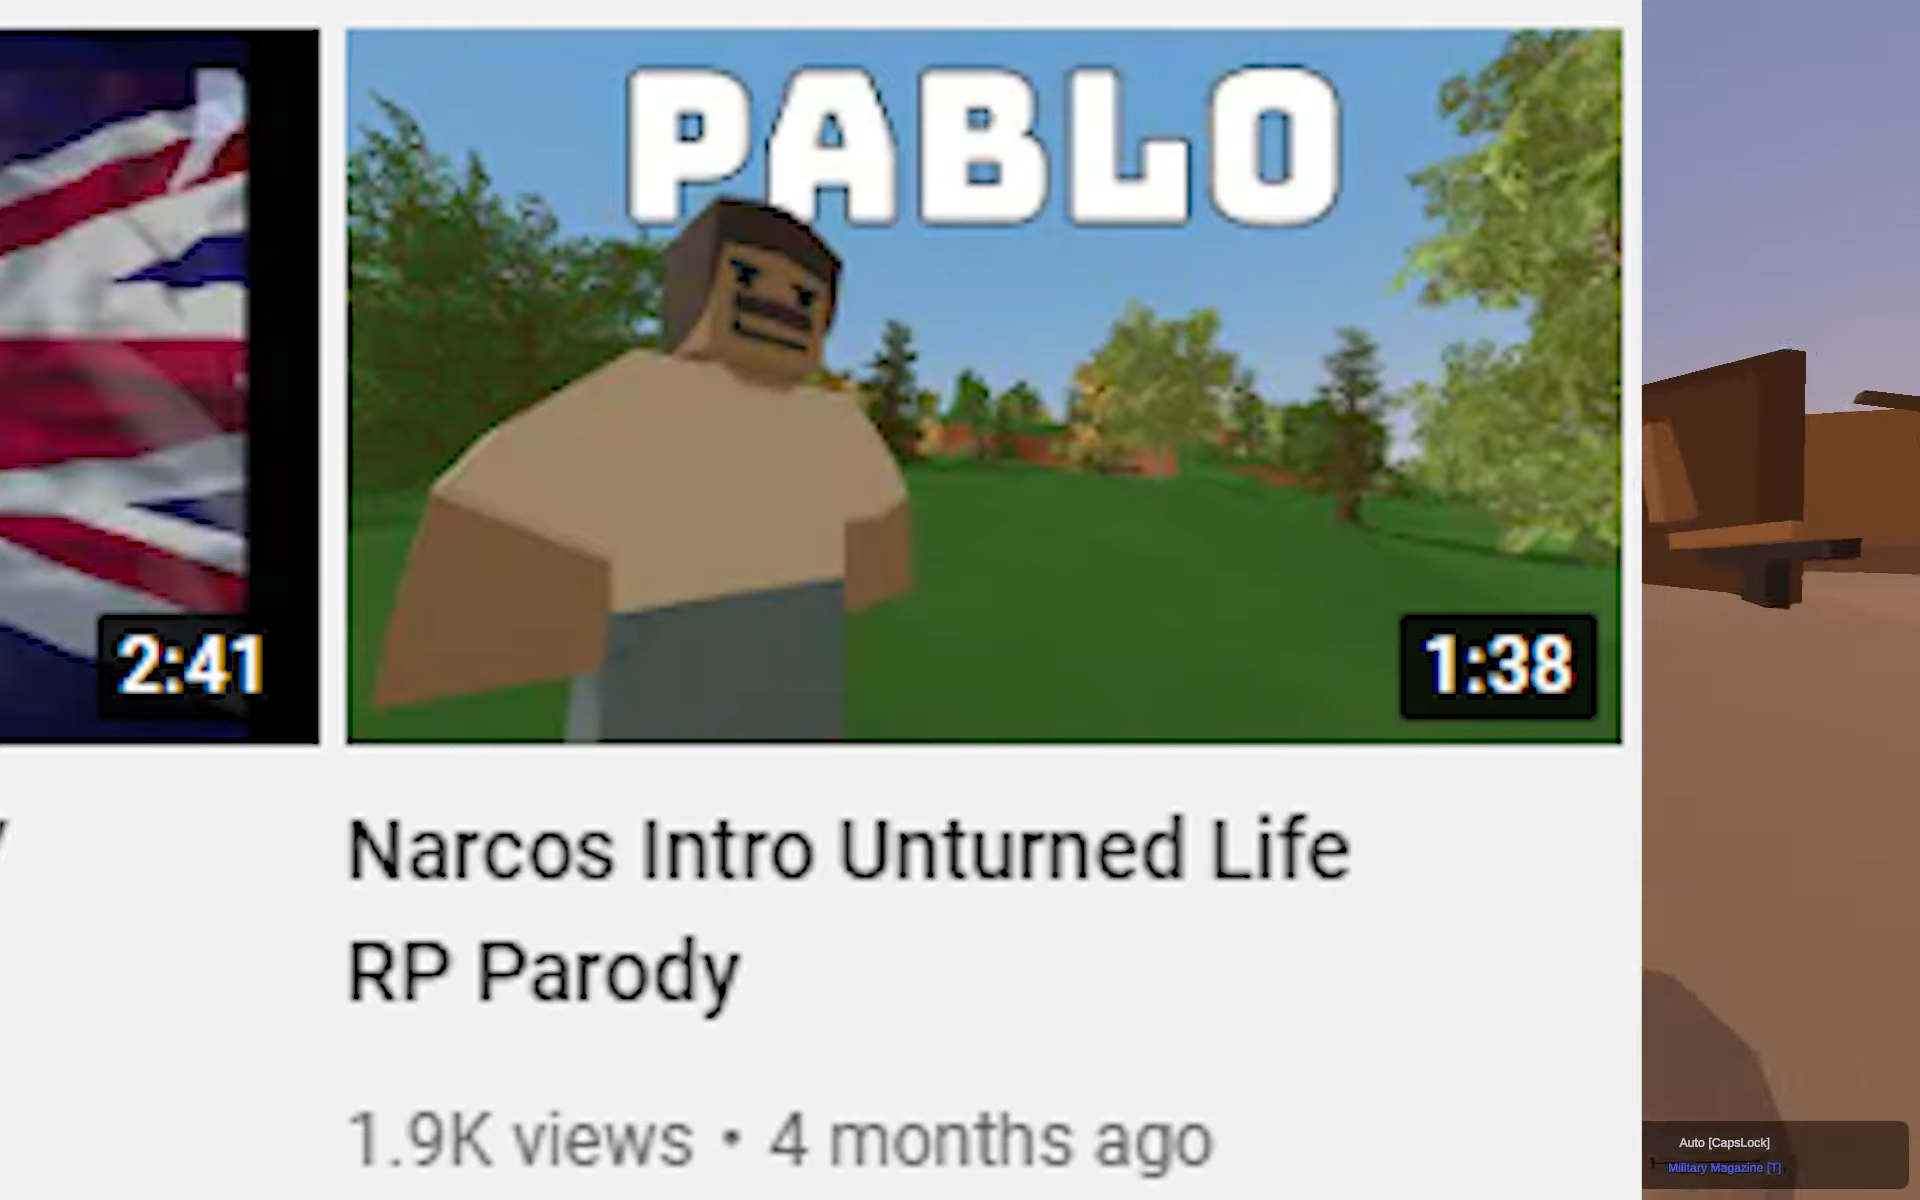 PABLO
2:41
1:38
Narcos Intro Unturned Life
RP Parody
1.9K views • 4 months ago
Auto [CapsLock]
Military Magazine [T]